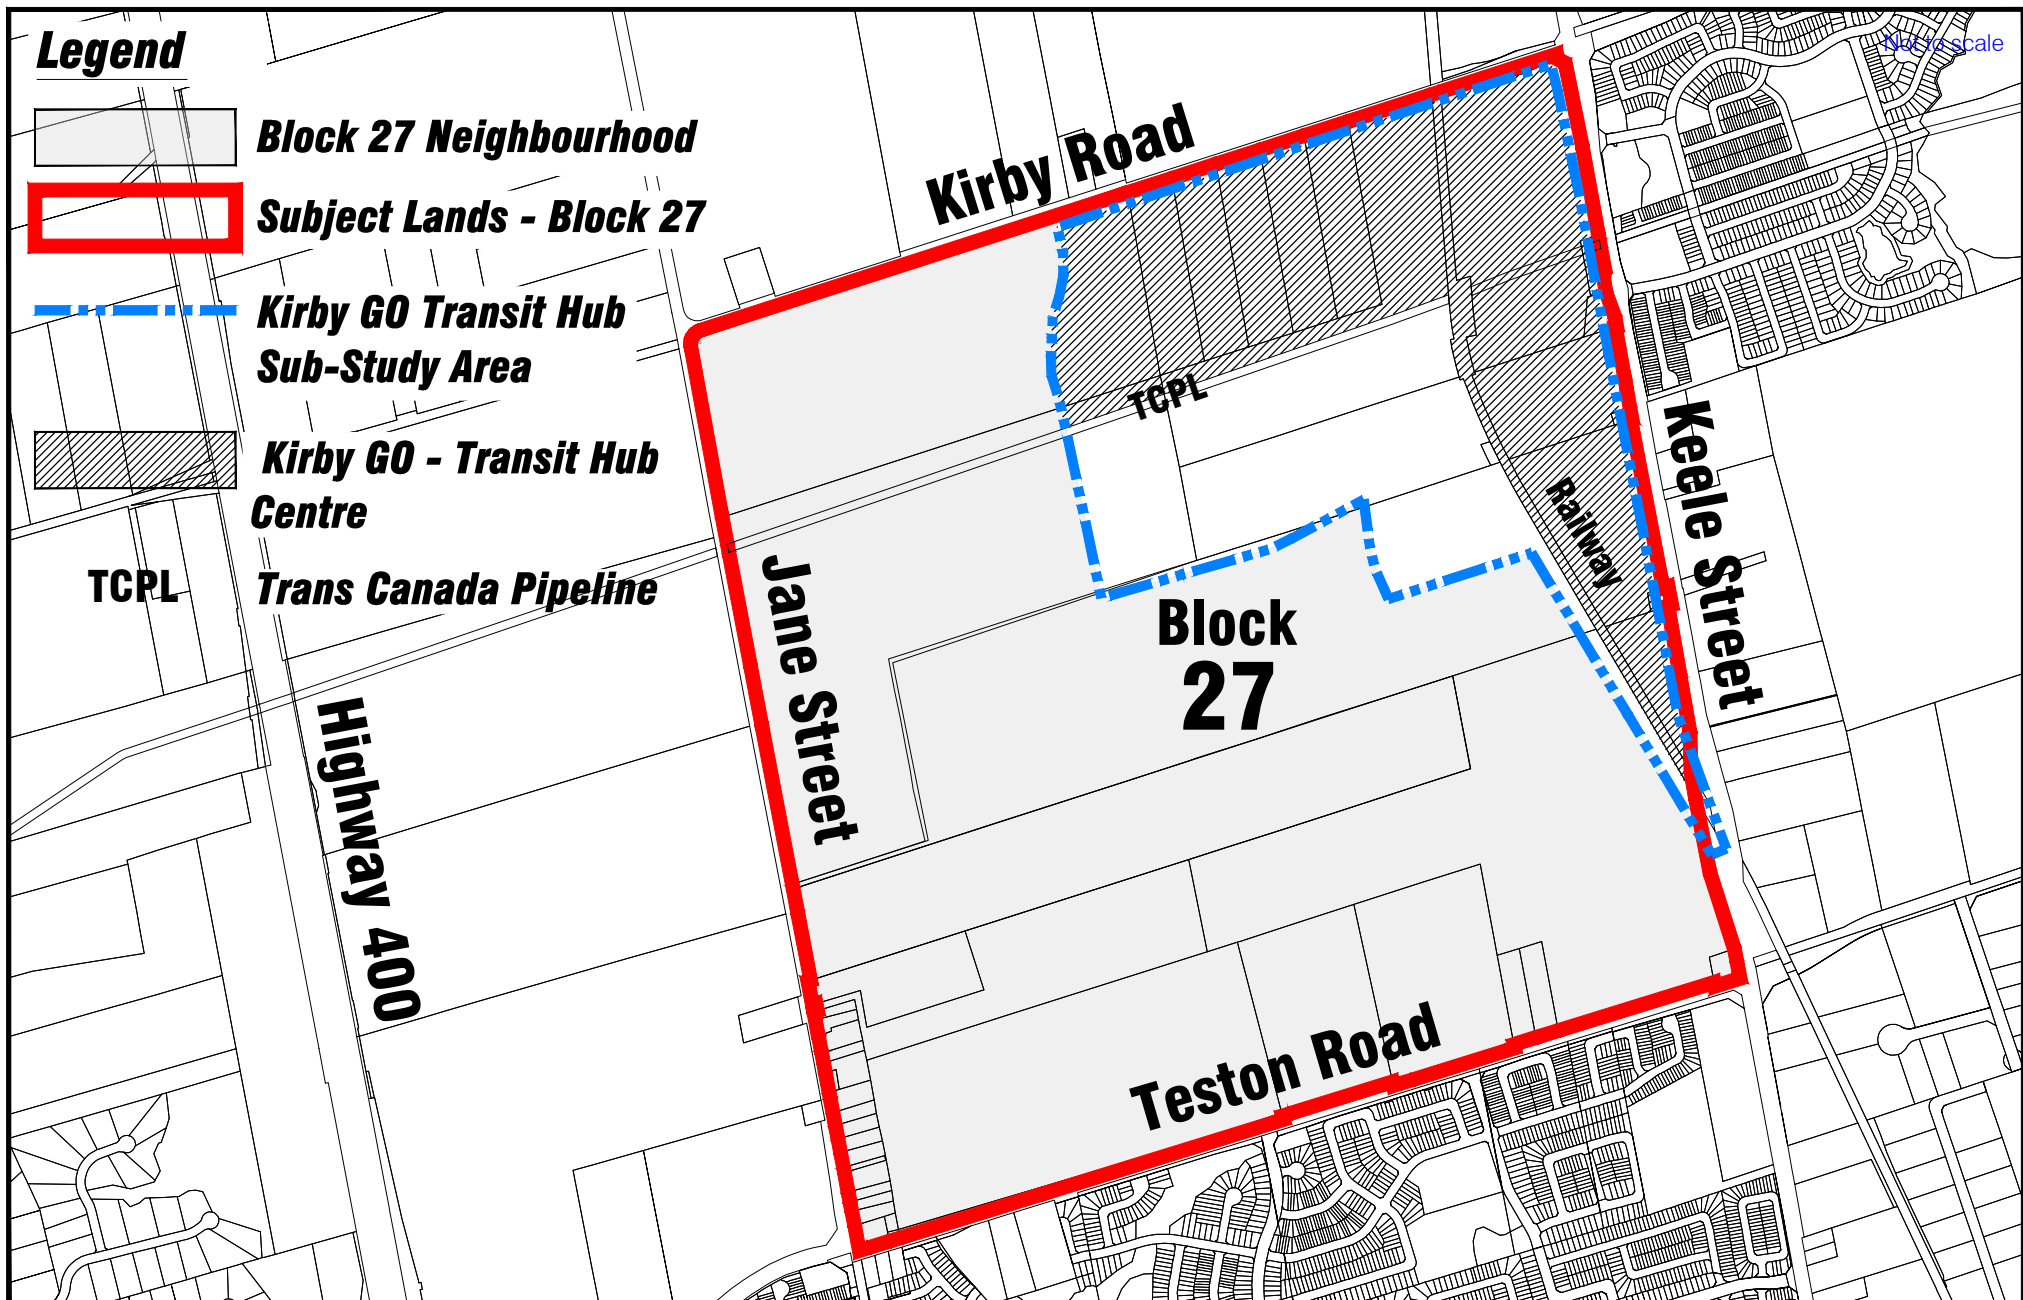 Legend
Not to scale
Block 27 Neighbourhood
Subject Lands - Block 27
Kirby GO Transit Hub
Sub-Study Area
Kirby GO - Transit Hub
Centre
TCPL
Trans Canada Pipeline
Kirby Road
TCPL
Railway
Keele Street
Jane Street
Block
27
Highway 400
Teston Road